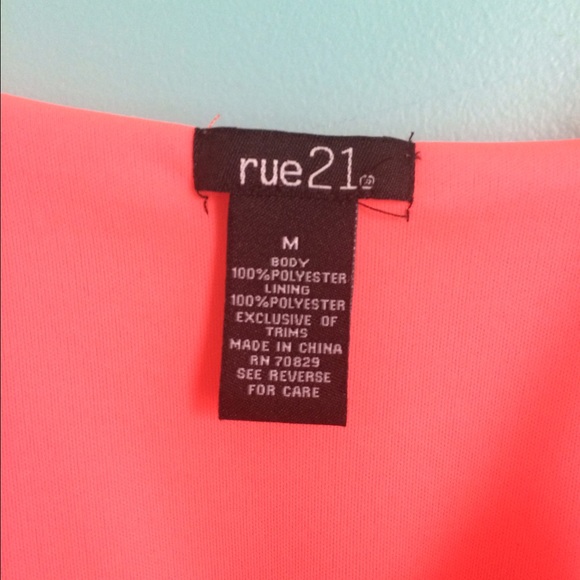 rue21
M
BODY
100%POLYESTER
LINING
100%POLYESTER
EXCLUSIVE OF
TRIMS
MADE IN CHINA
RN 70829
SEE REVERSE
FOR CARE